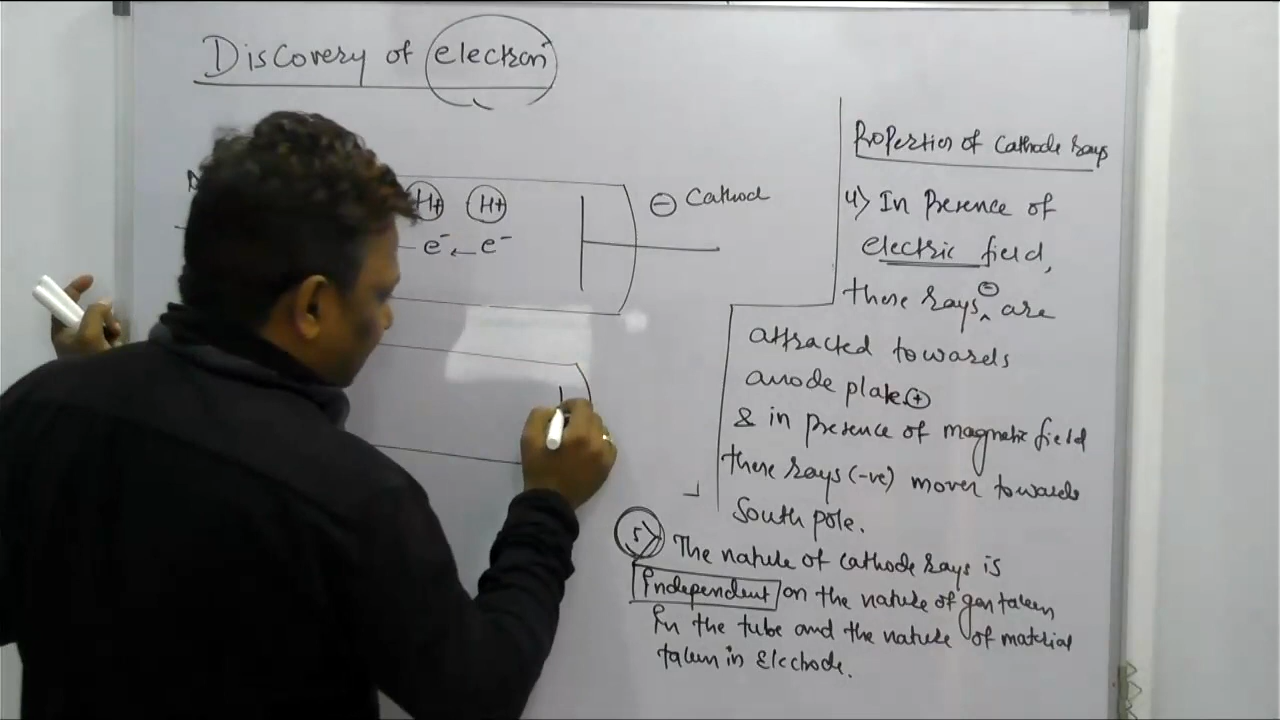 Discovery of electron
H+ H+
e⁻ ← e⁻
⊖ Cathod
Properties of Cathode rays
4> In Presence of
electric field,
these rays ⊖ are
attracted towards
anode plate ⊕
& in presence of magnetic field
these rays (-ve) moves towards
South pole.
5> The nature of cathode rays is
Independent on the nature of gas taken
in the tube and the nature of material
taken in Electrode.